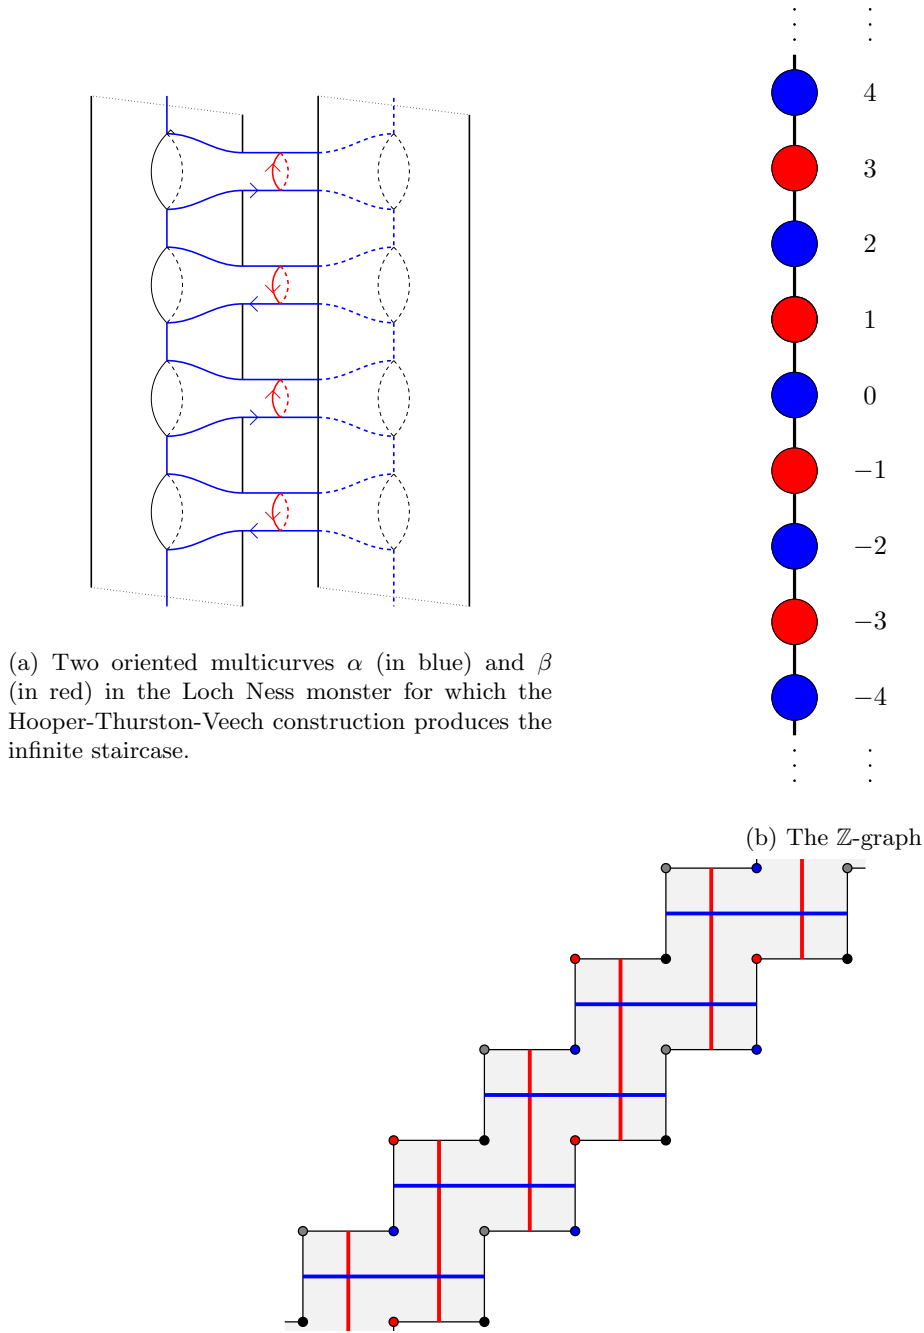 4
3
2
1
0
−1
−2
−3
−4
(a) Two oriented multicurves α (in blue) and β
(in red) in the Loch Ness monster for which the
Hooper-Thurston-Veech construction produces the
infinite staircase.
(b) The ℤ-graph